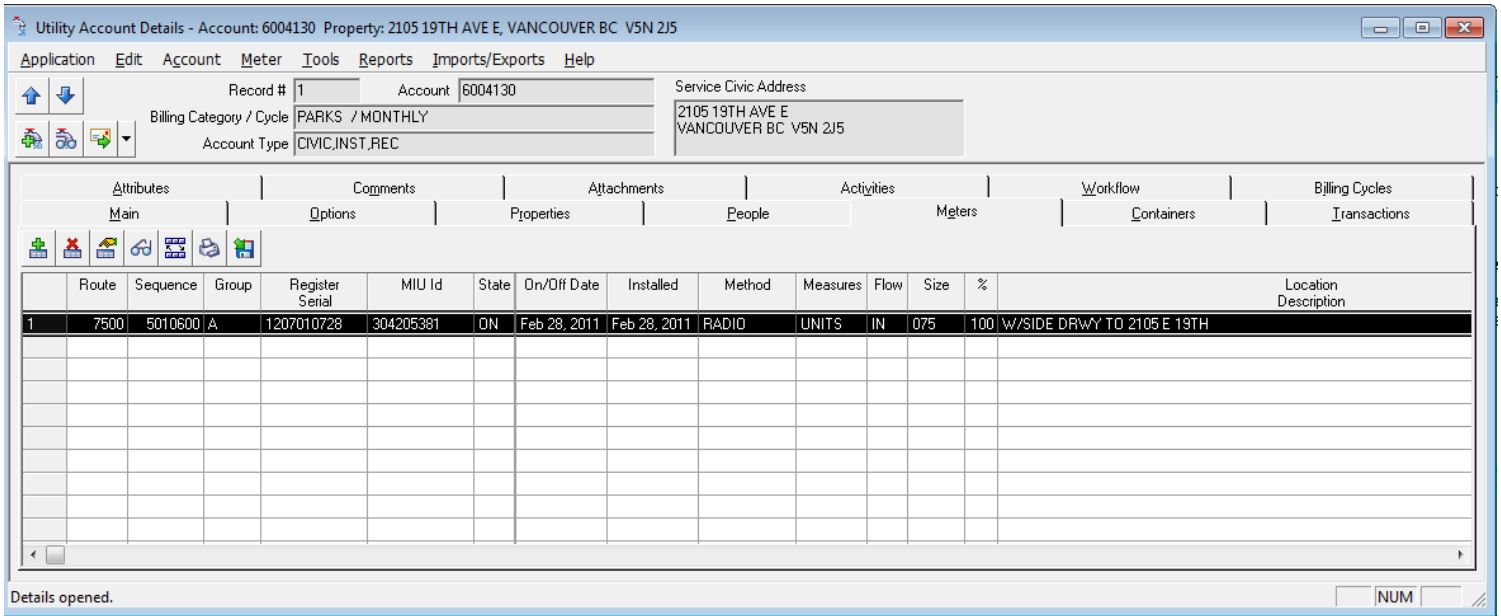 Utility Account Details - Account: 6004130 Property: 2105 19TH AVE E, VANCOUVER BC V5N 2J5
Application Edit Account Meter Tools Reports Imports/Exports Help
Record # 1 Account 6004130
Billing Category / Cycle PARKS / MONTHLY
Account Type CIVIC,INST,REC
Service Civic Address
2105 19TH AVE E
VANCOUVER BC V5N 2J5
Attributes Comments Attachments Activities Workflow Billing Cycles
Main Options Properties People Meters Containers Transactions
Route Sequence Group Register Serial MIU Id State On/Off Date Installed Method Measures Flow Size % Location Description
1 7500 5010600 A 1207010728 304205381 ON Feb 28, 2011 Feb 28, 2011 RADIO UNITS IN 075 100 W/SIDE DRWY TO 2105 E 19TH
Details opened. NUM